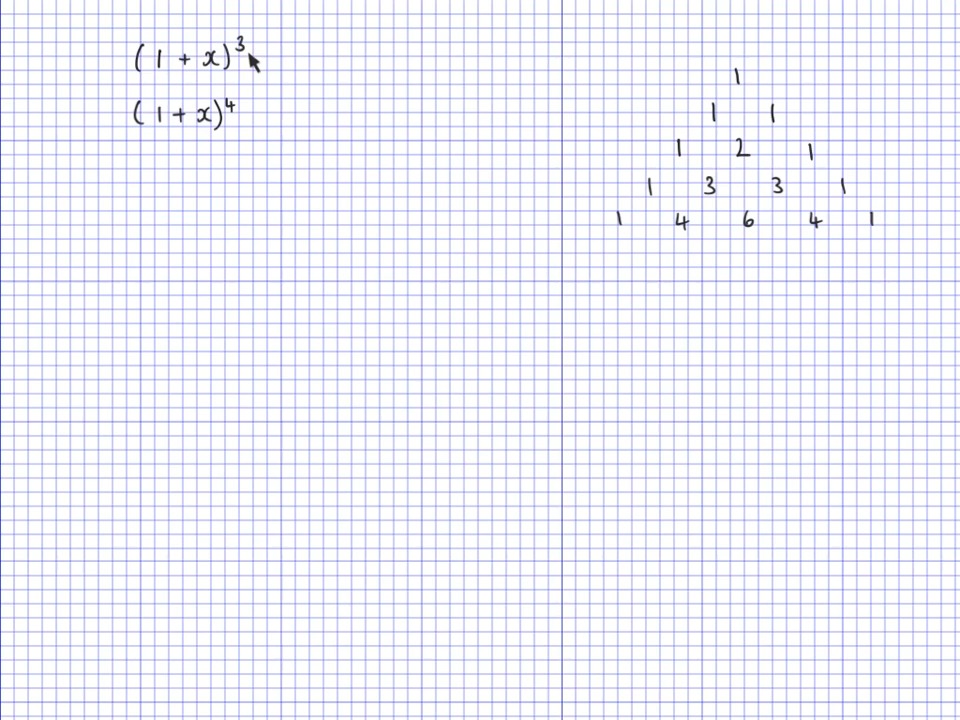 (1 + x)³
(1 + x)⁴
1
1 1
1 2 1
1 3 3 1
1 4 6 4 1